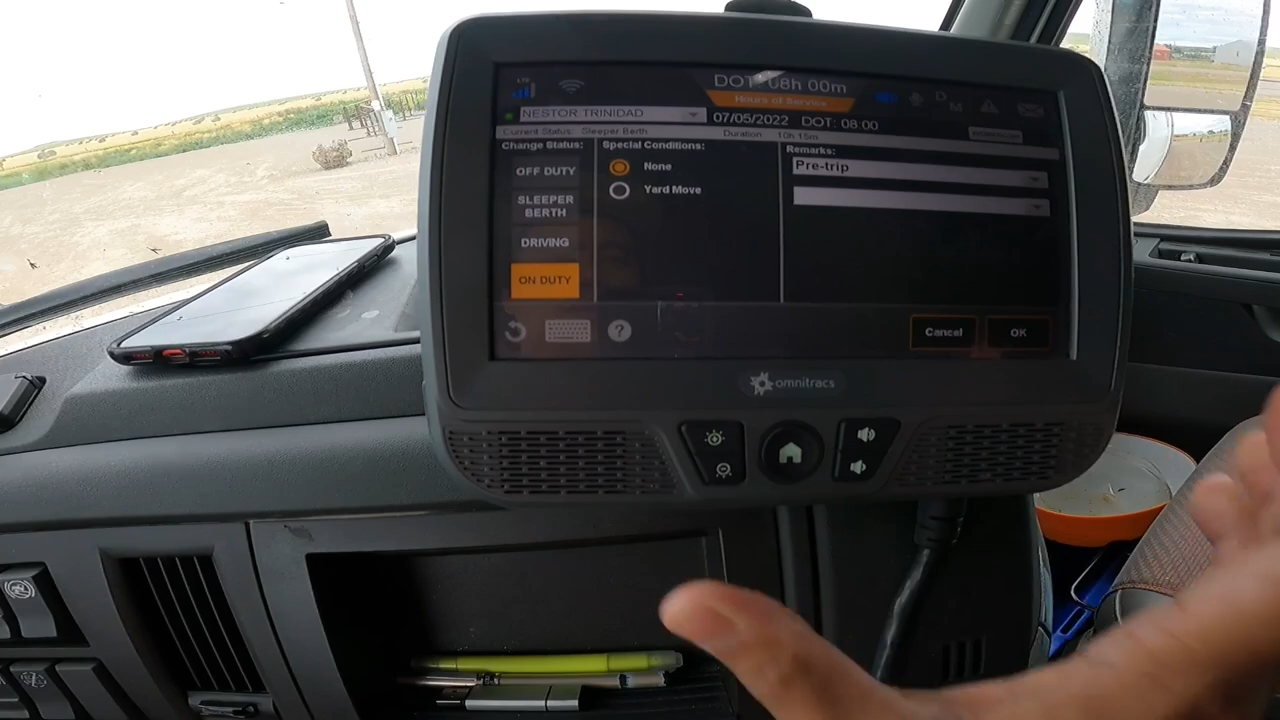 LTE
DOT: 08h 00m
Hours of Service
D
M
NESTOR TRINIDAD
07/05/2022 DOT: 08:00
Current Status: Sleeper Berth Duration 10h 15m
Change Status: Special Conditions: Remarks:
OFF DUTY
None
Pre-trip
SLEEPER
BERTH
Yard Move
DRIVING
ON DUTY
?
Cancel
OK
omnitracs